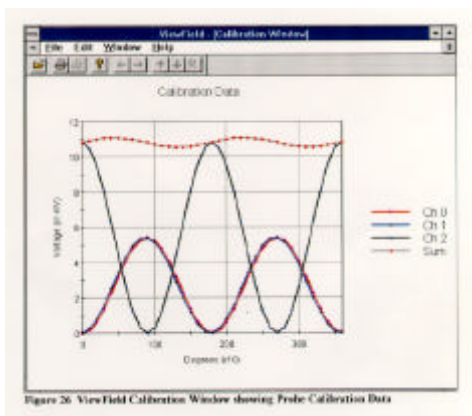 ViewField - [Calibration Window]
File Edit Window Help
Calibration Data
12
10
8
6
4
2
0
Voltage (in mV)
0 100 200 300
Degrees
Ch 0
Ch 1
Ch 2
Sum
Figure 26 ViewField Calibration Window showing Probe Calibration Data